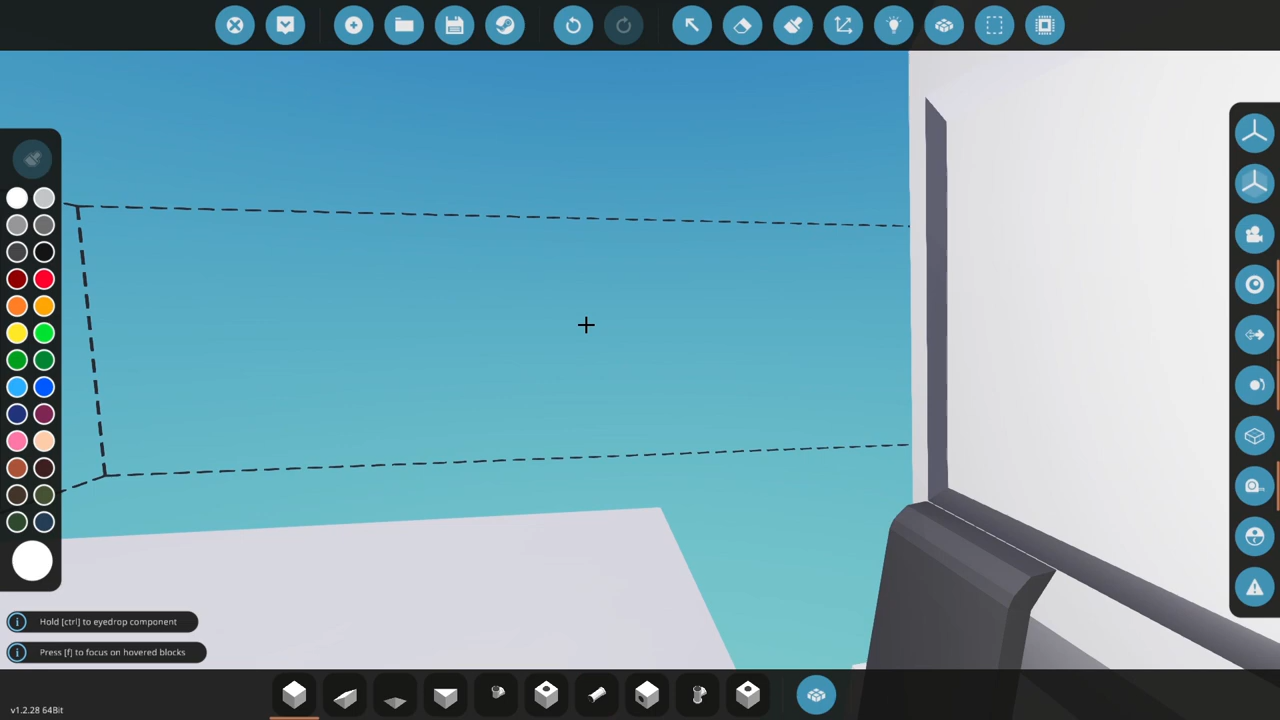 Hold [ctrl] to eyedrop component
Press [f] to focus on hovered blocks
v1.2.28 64Bit